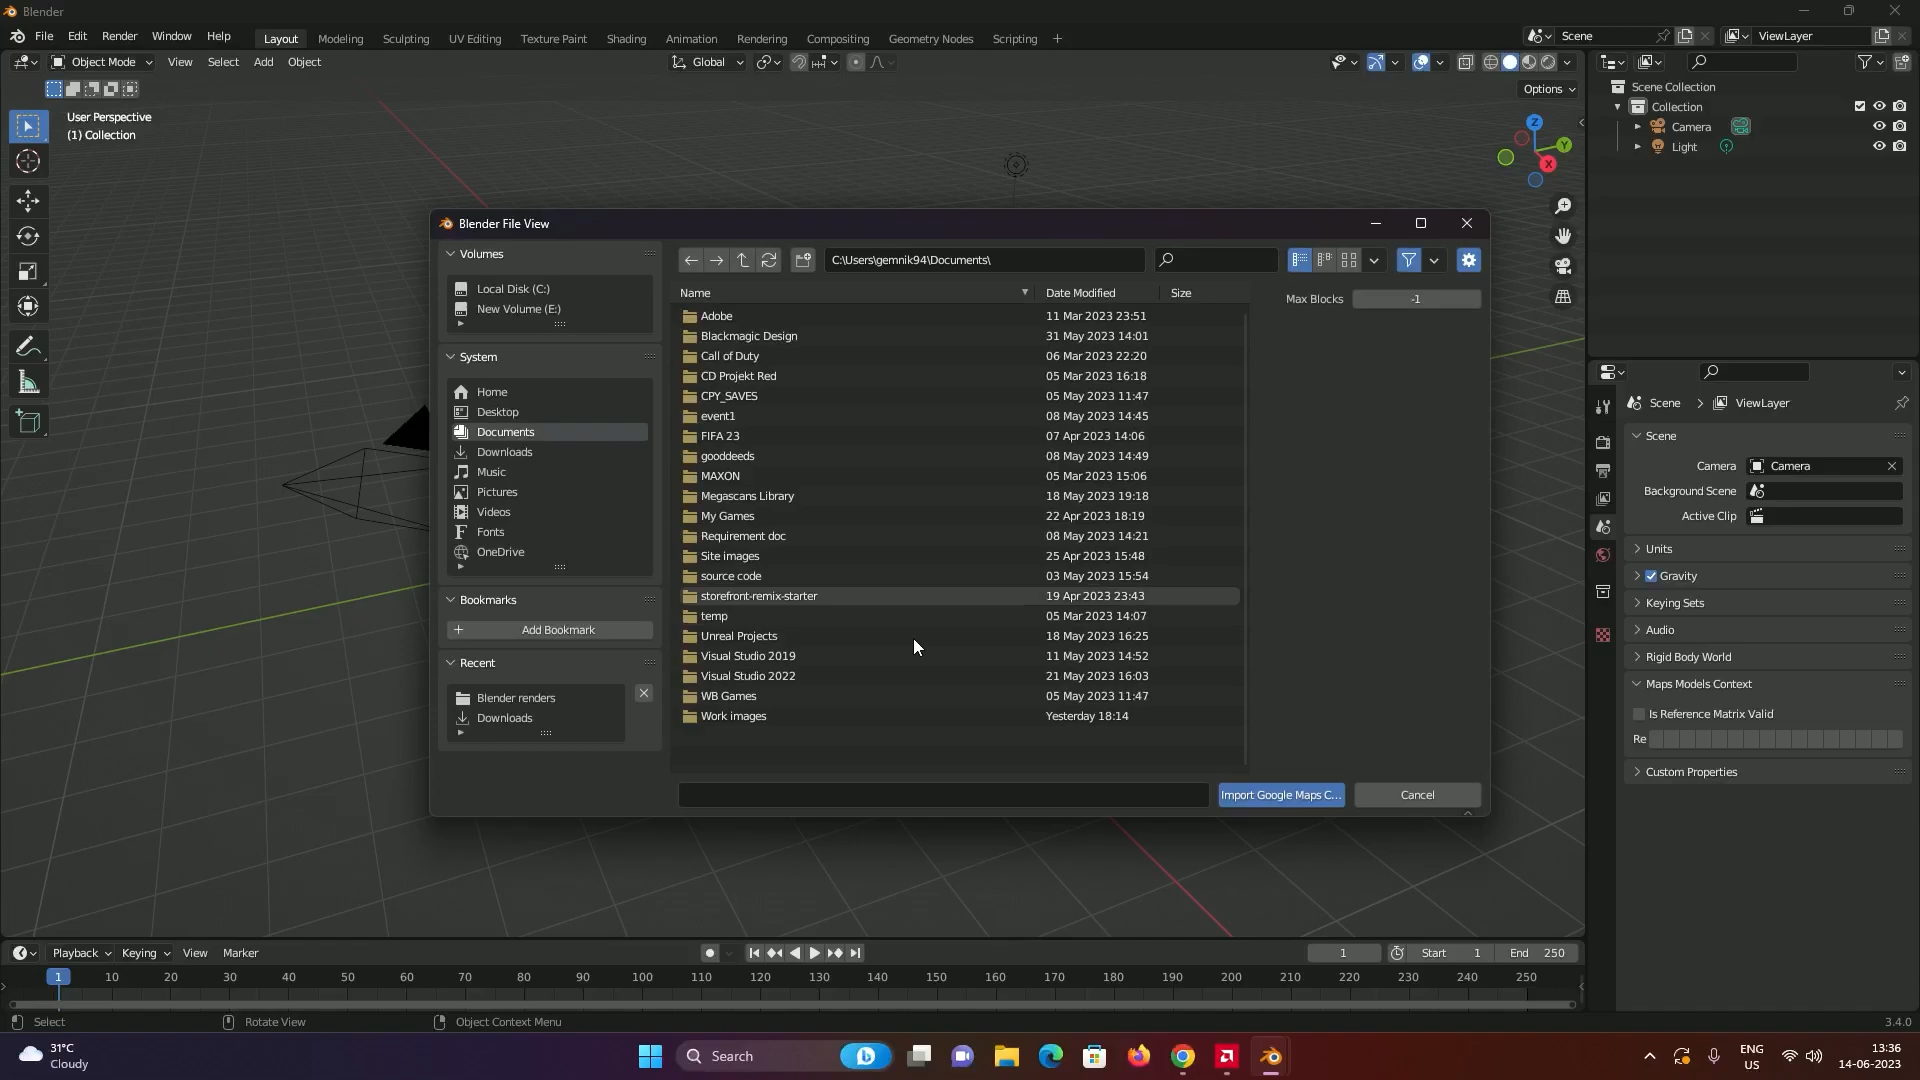 Blender
File Edit Render Window Help Layout Modeling Sculpting UV Editing Texture Paint Shading Animation Rendering Compositing Geometry Nodes Scripting + Scene ViewLayer
Object Mode View Select Add Object Global
Options
User Perspective
(1) Collection
Z
Y
X
Scene Collection
Collection
Camera
Light
Blender File View
Volumes
Local Disk (C:)
New Volume (E:)
System
Home
Desktop
Documents
Downloads
Music
Pictures
Videos
Fonts
OneDrive
Bookmarks
Add Bookmark
Recent
Blender renders
Downloads
C:\Users\gemnik94\Documents\
Name Date Modified Size
Adobe 11 Mar 2023 23:51
Blackmagic Design 31 May 2023 14:01
Call of Duty 06 Mar 2023 22:20
CD Projekt Red 05 Mar 2023 16:18
CPY_SAVES 05 May 2023 11:47
event1 08 May 2023 14:45
FIFA 23 07 Apr 2023 14:06
gooddeeds 08 May 2023 14:49
MAXON 05 Mar 2023 15:06
Megascans Library 18 May 2023 19:18
My Games 22 Apr 2023 18:19
Requirement doc 08 May 2023 14:21
Site images 25 Apr 2023 15:48
source code 03 May 2023 15:54
storefront-remix-starter 19 Apr 2023 23:43
temp 05 Mar 2023 14:07
Unreal Projects 18 May 2023 16:25
Visual Studio 2019 11 May 2023 14:52
Visual Studio 2022 21 May 2023 16:03
WB Games 05 May 2023 11:47
Work images Yesterday 18:14
Max Blocks -1
Import Google Maps C... Cancel
Scene ViewLayer
Scene
Camera Camera
Background Scene
Active Clip
Units
Gravity
Keying Sets
Audio
Rigid Body World
Maps Models Context
Is Reference Matrix Valid
Re
Custom Properties
Playback Keying View Marker 1 Start 1 End 250
1 10 20 30 40 50 60 70 80 90 100 110 120 130 140 150 160 170 180 190 200 210 220 230 240 250
Select Rotate View Object Context Menu 3.4.0
31°C
Cloudy
Search
ENG
US
13:36
14-06-2023